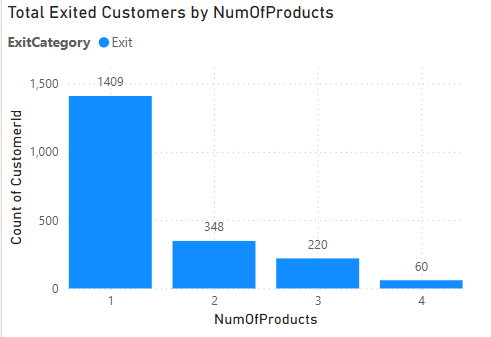 Total Exited Customers by NumOfProducts
ExitCategory Exit
Count of CustomerId
1,500
1,000
500
0
1409
348
220
60
1 2 3 4
NumOfProducts